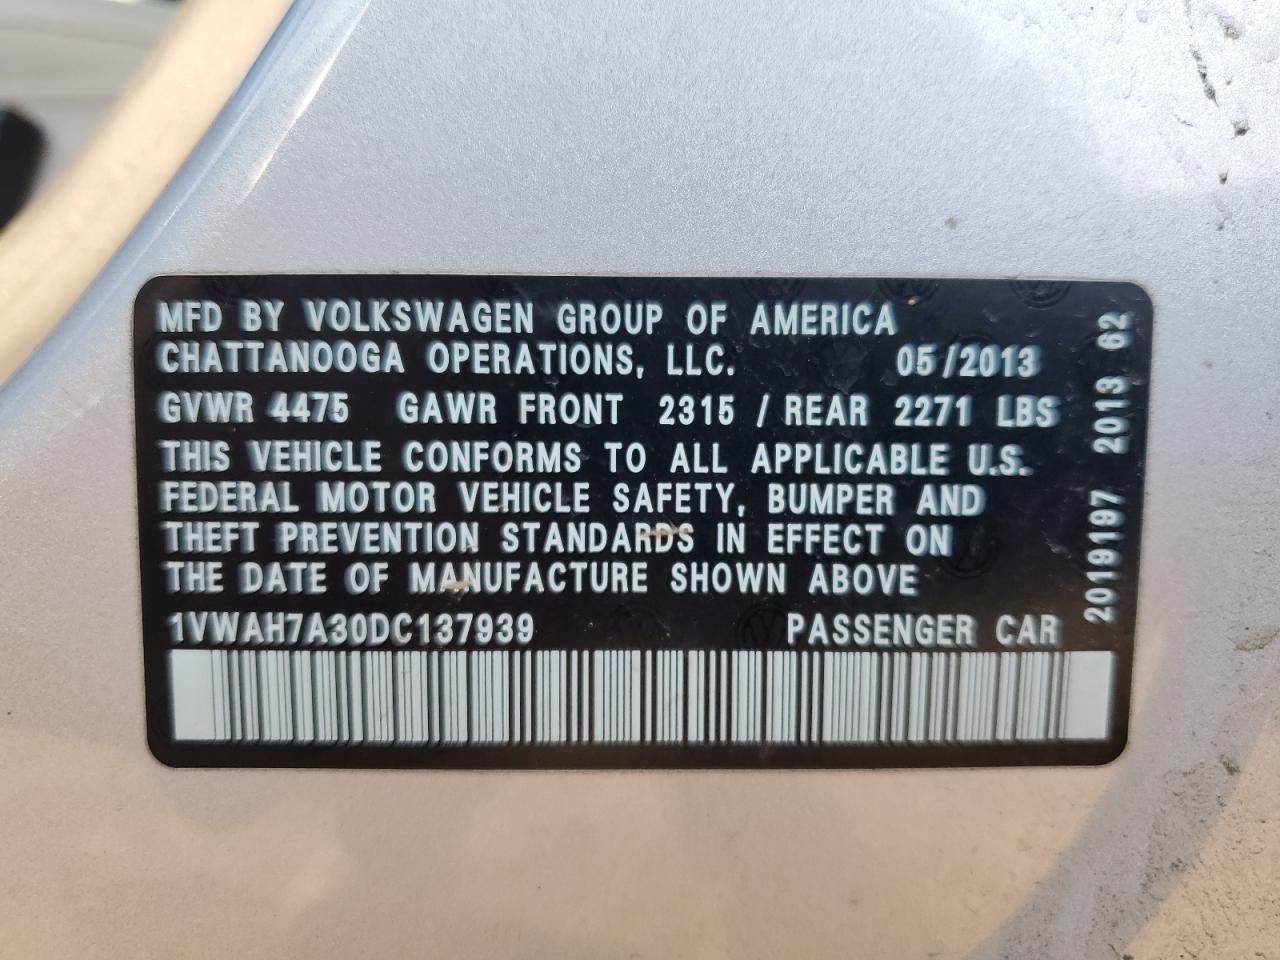 MFD BY VOLKSWAGEN GROUP OF AMERICA
CHATTANOOGA OPERATIONS, LLC. 05/2013
GVWR 4475 GAWR FRONT 2315 / REAR 2271 LBS
THIS VEHICLE CONFORMS TO ALL APPLICABLE U.S.
FEDERAL MOTOR VEHICLE SAFETY, BUMPER AND
THEFT PREVENTION STANDARDS IN EFFECT ON
THE DATE OF MANUFACTURE SHOWN ABOVE
1VWAH7A30DC137939 PASSENGER CAR
2019197 2013 62